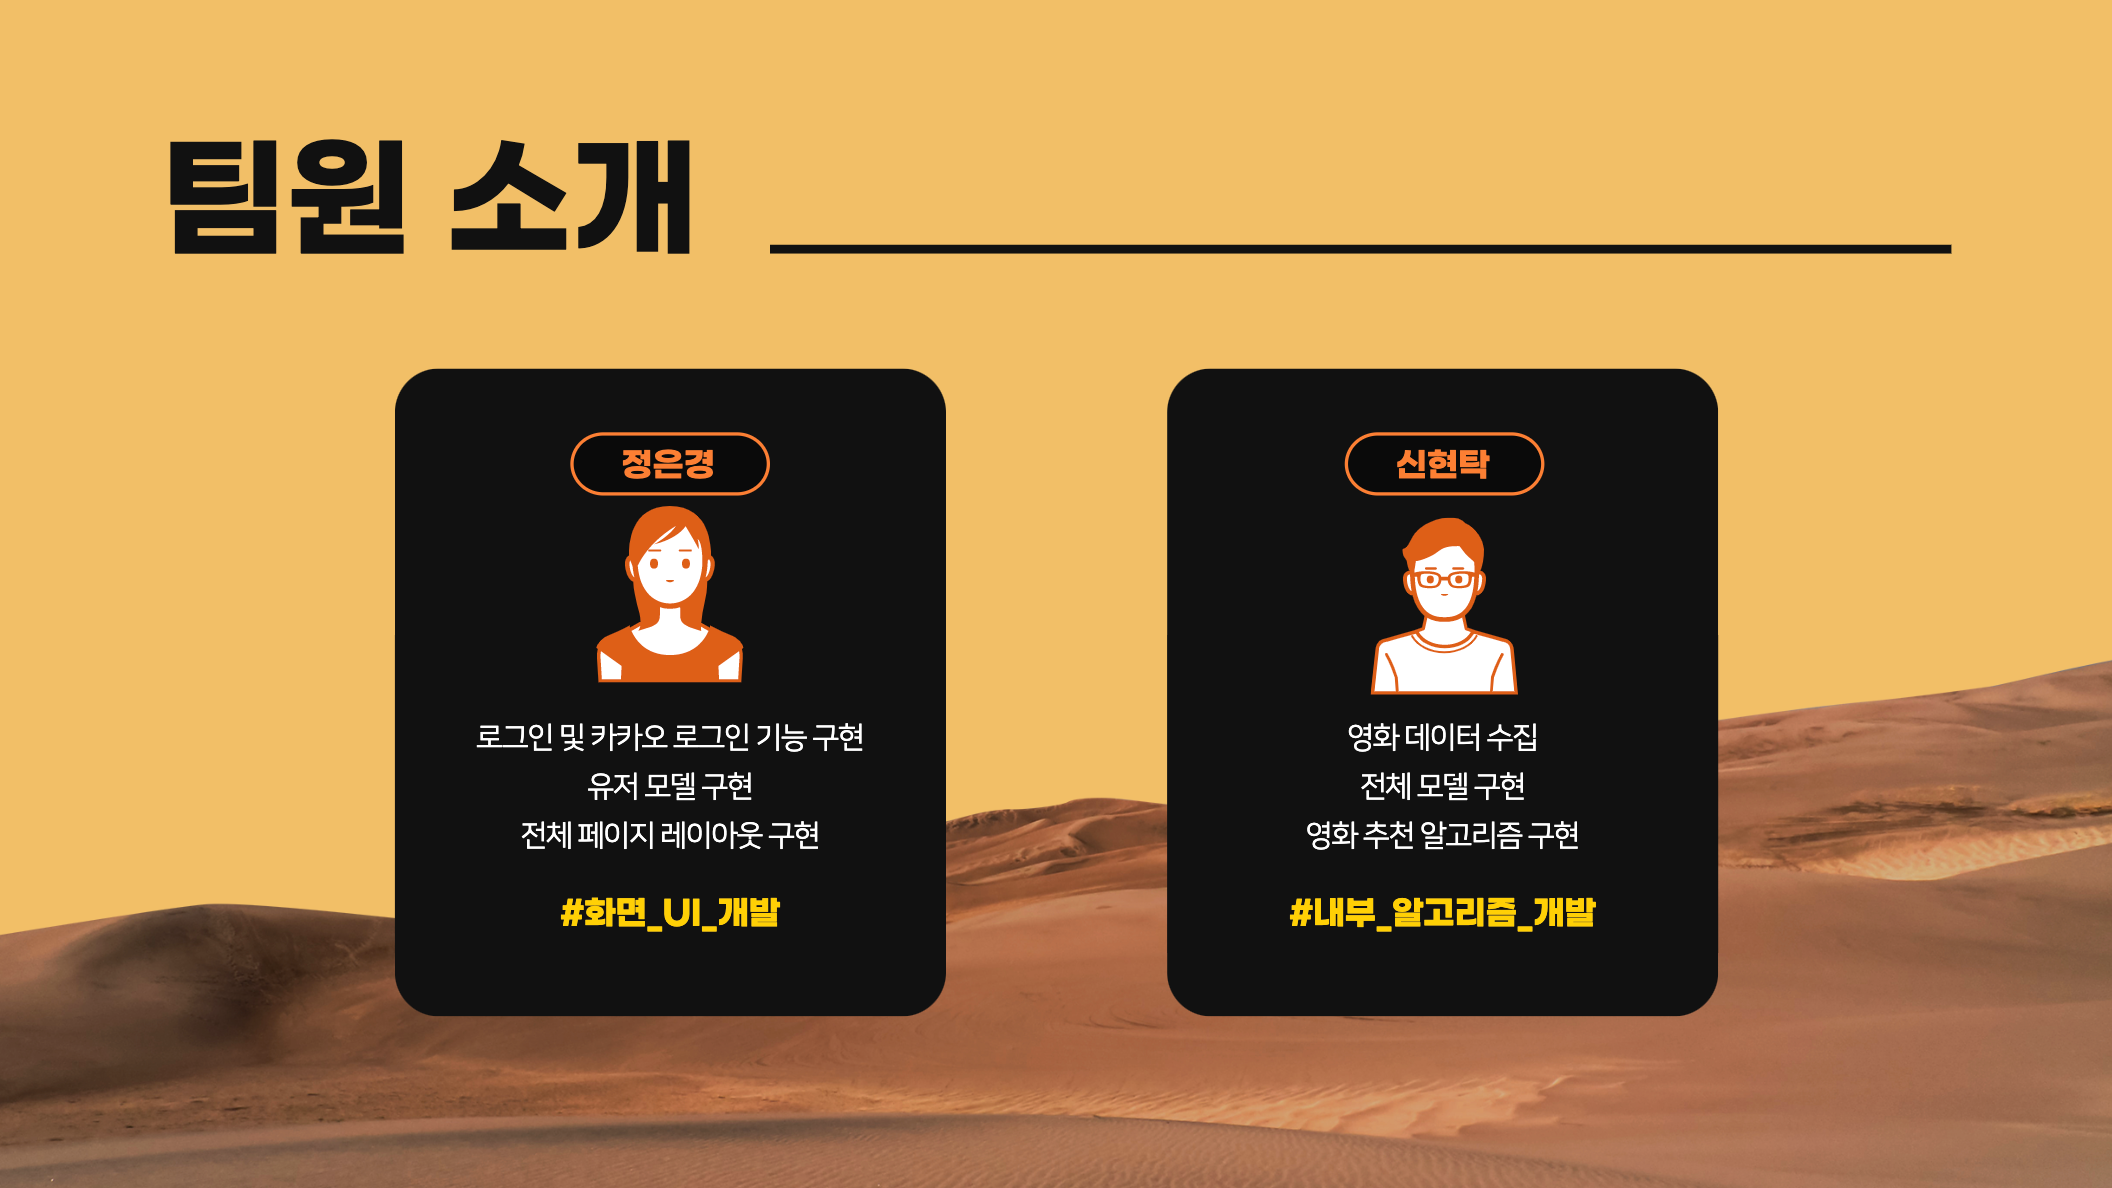 팀원 소개
정은경
로그인 및 카카오 로그인 기능 구현
유저 모델 구현
전체 페이지 레이아웃 구현
#화면_UI_개발
신현탁
영화 데이터 수집
전체 모델 구현
영화 추천 알고리즘 구현
#내부_알고리즘_개발